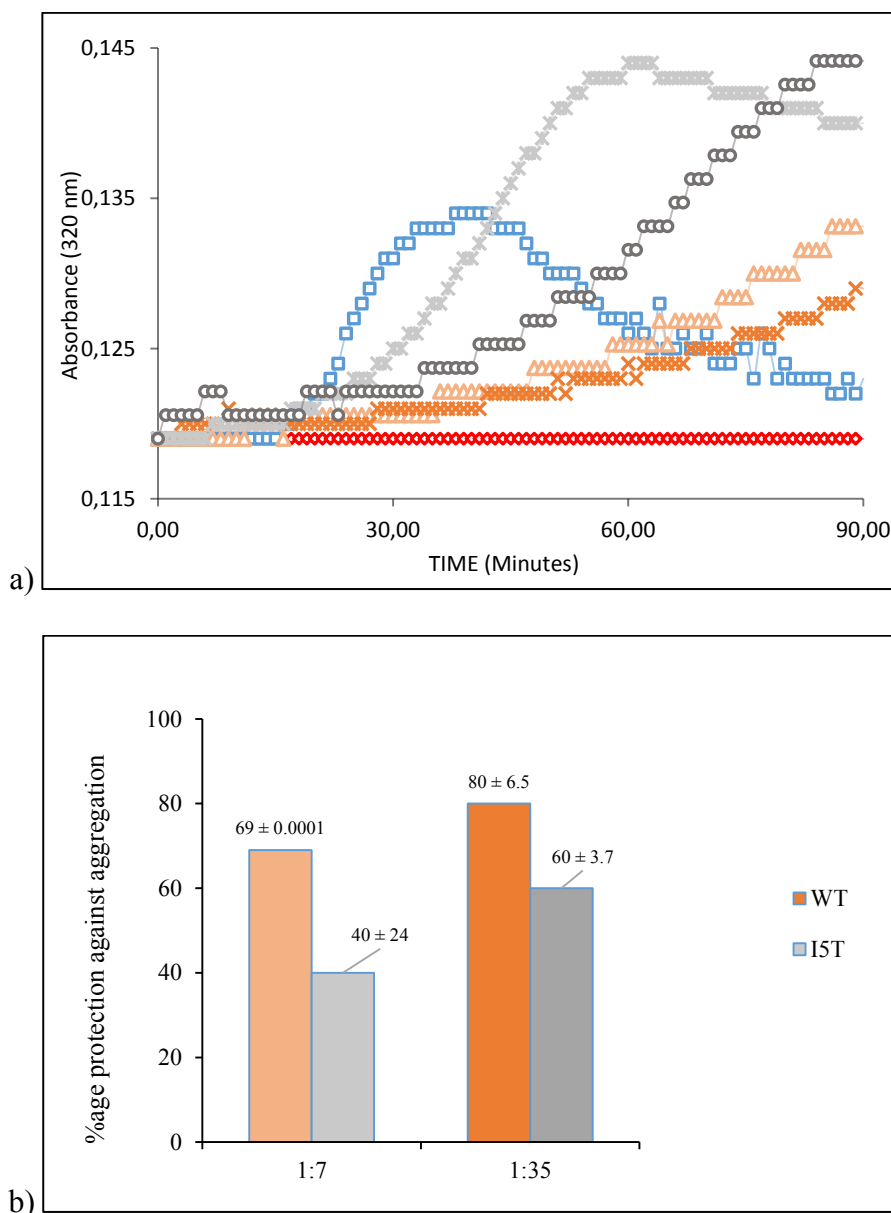 0,145
0,135
0,125
0,115
Absorbance (320 nm)
0,00 30,00 60,00 90,00
TIME (Minutes)
a)
%age protection against aggregation
100
80
60
40
20
0
69 ± 0.0001
40 ± 24
80 ± 6.5
60 ± 3.7
1:7 1:35
WT
I5T
b)